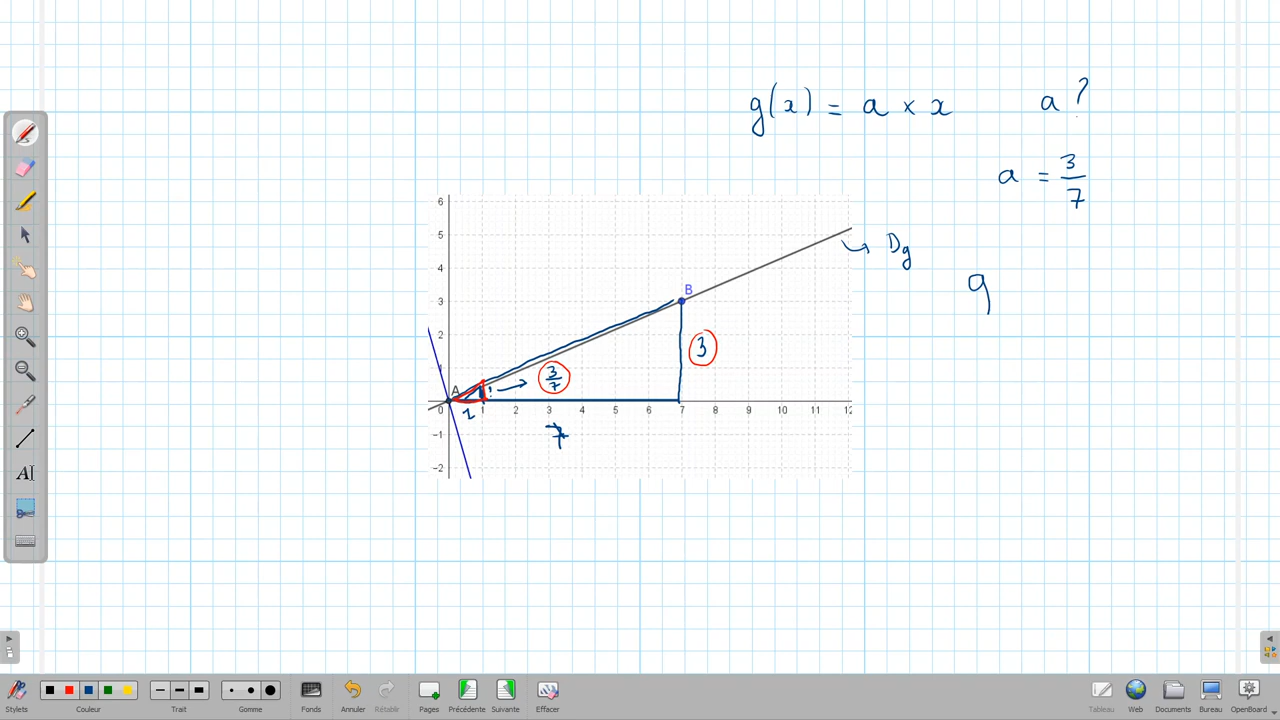 g(x) = a × x
a ?
a = 3/7
6
5
4
3
2
1
0
−1
−2
1 2 3 4 5 6 7 8 9 10 11 12
A
B
Dg
3
3/7
1
7
g
Stylets
Couleur
Trait
Gomme
Fonds
Annuler
Rétablir
Pages
Précédente
Suivante
Effacer
Tableau
Web
Documents
Bureau
OpenBoard